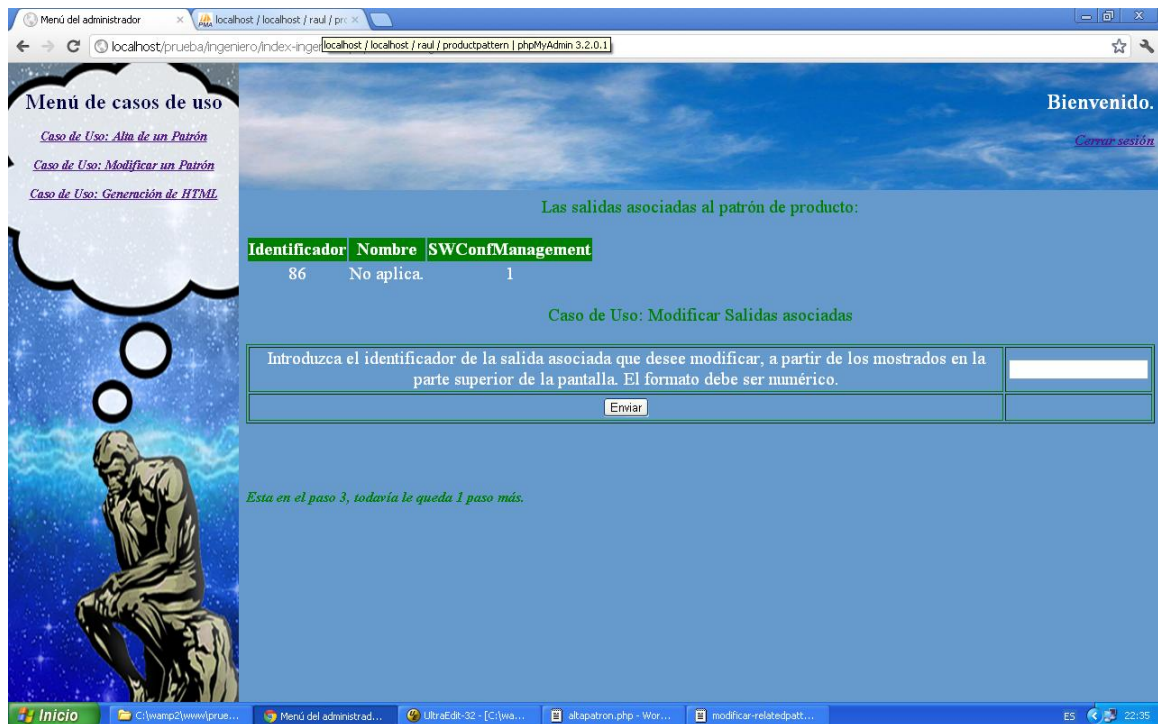 Menú del administrador
localhost / localhost / raul / pro
localhost/prueba/ingeniero/index-inger
localhost / localhost / raul / productpattern | phpMyAdmin 3.2.0.1
Menú de casos de uso
Caso de Uso: Alta de un Patrón
Caso de Uso: Modificar un Patrón
Caso de Uso: Generación de HTML
Bienvenido.
Cerrar sesión
Las salidas asociadas al patrón de producto:
Identificador Nombre SWConfManagement
86 No aplica. 1
Caso de Uso: Modificar Salidas asociadas
Introduzca el identificador de la salida asociada que desee modificar, a partir de los mostrados en la
parte superior de la pantalla. El formato debe ser numérico.
Enviar
Esta en el paso 3, todavía le queda 1 paso más.
Inicio
C:\wamp2\www\prue...
Menú del administrad...
UltraEdit-32 - [C:\wa...
altapatron.php - Wor...
modificar-relatedpatt...
ES
22:35